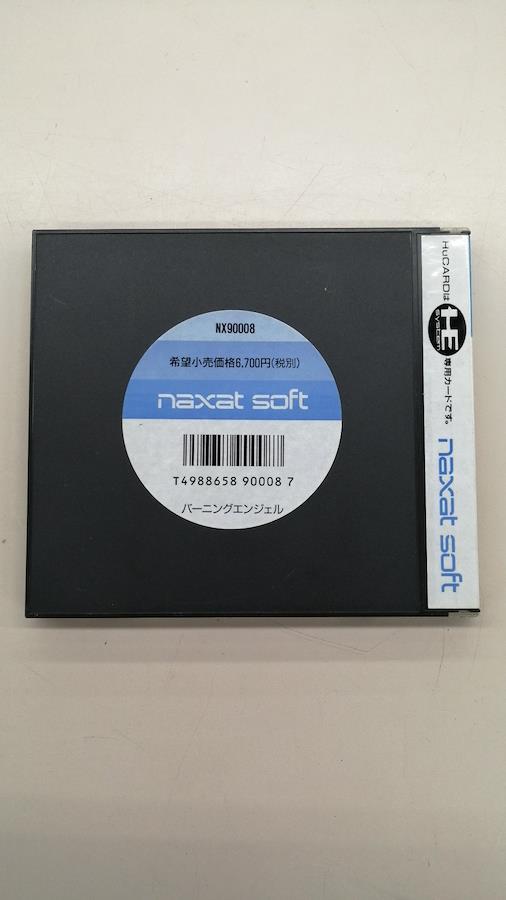 NX90008
希望小売価格6,700円(税別)
naxat soft
T4988658 90008 7
バーニングエンジェル
HuCARDは HE SYSTEM 専用カードです。
naxat soft